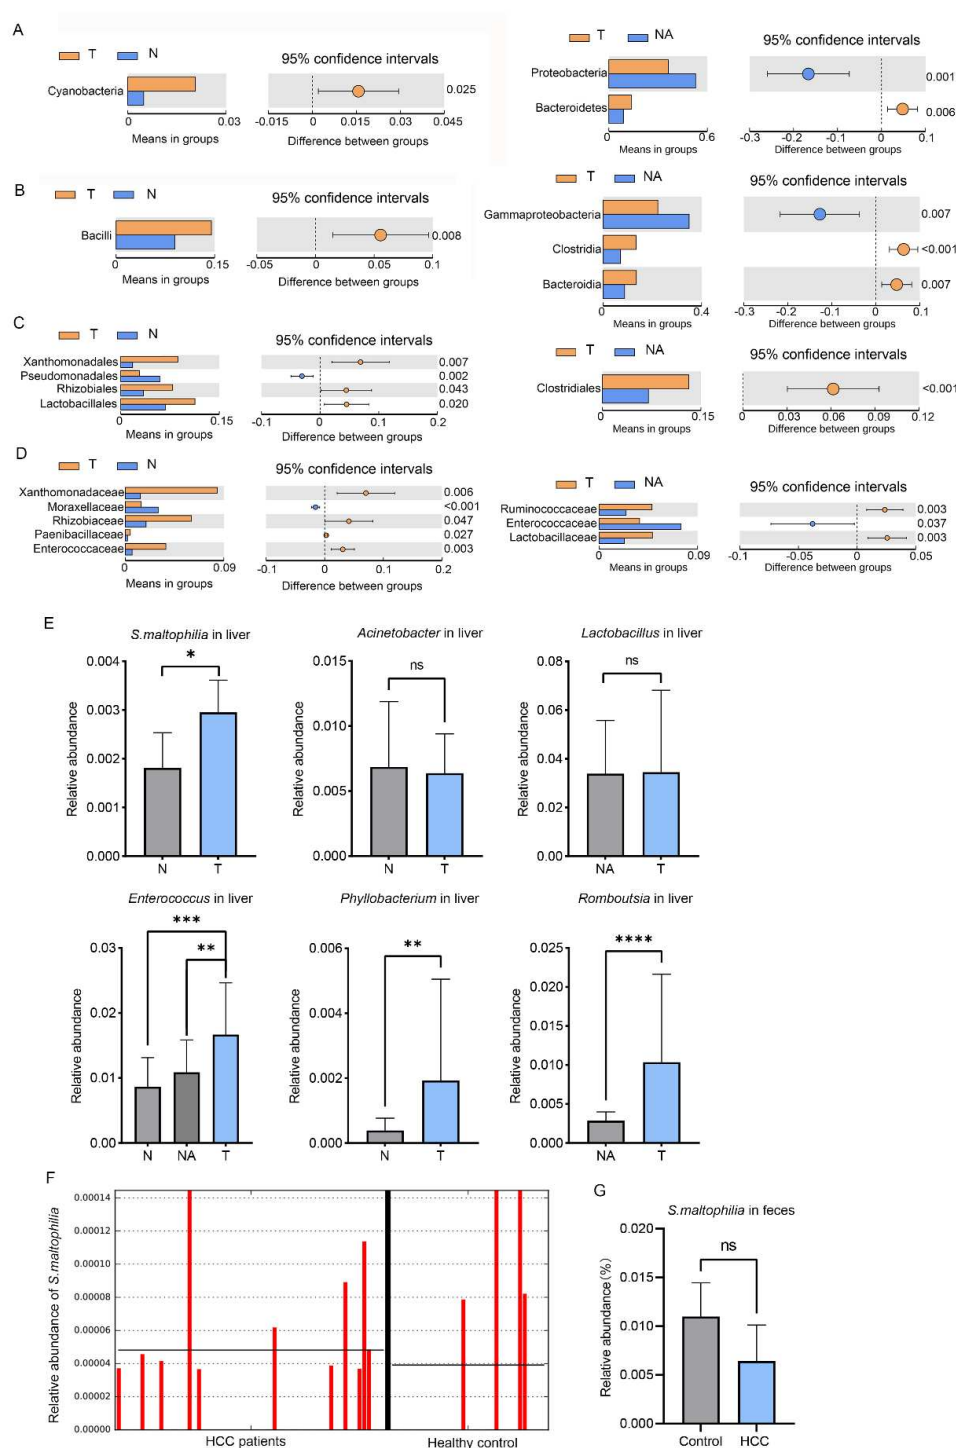 A
T N
95% confidence intervals
Cyanobacteria
0.025
0 0.03
-0.015 0 0.015 0.03 0.045
Means in groups
Difference between groups
T NA
95% confidence intervals
Proteobacteria
0.001
Bacteroidetes
0.006
0 0.6
-0.3 -0.2 -0.1 0 0.1
Means in groups
Difference between groups
B
T N
95% confidence intervals
Bacilli
0.008
0 0.15
-0.05 0 0.05 0.1
Means in groups
Difference between groups
T NA
95% confidence intervals
Gammaproteobacteria
0.007
Clostridia
<0.001
Bacteroidia
0.007
0 0.4
-0.3 -0.2 -0.1 0 0.1
Means in groups
Difference between groups
C
T N
95% confidence intervals
Xanthomonadales
0.007
Pseudomonadales
0.002
Rhizobiales
0.043
Lactobacillales
0.020
0 0.15
-0.1 0 0.1 0.2
Means in groups
Difference between groups
T NA
95% confidence intervals
Clostridiales
<0.001
0 0.15
0 0.03 0.06 0.09 0.12
Means in groups
Difference between groups
D
T N
95% confidence intervals
Xanthomonadaceae
0.006
Moraxellaceae
<0.001
Rhizobiaceae
0.047
Paenibacillaceae
0.027
Enterococcaceae
0.003
0 0.09
-0.1 0 0.1 0.2
Means in groups
Difference between groups
T NA
95% confidence intervals
Ruminococcaceae
0.003
Enterococcaceae
0.037
Lactobacillaceae
0.003
0 0.09
-0.1 -0.05 0 0.05
Means in groups
Difference between groups
E
S.maltophilia in liver
Relative abundance
0.004
0.003
0.002
0.001
0.000
*
N T
Acinetobacter in liver
Relative abundance
0.015
0.010
0.005
0.000
ns
N T
Lactobacillus in liver
Relative abundance
0.08
0.06
0.04
0.02
0.00
ns
NA T
Enterococcus in liver
Relative abundance
0.03
0.02
0.01
0.00
***
**
N NA T
Phyllobacterium in liver
Relative abundance
0.006
0.004
0.002
0.000
**
N T
Romboutsia in liver
Relative abundance
0.025
0.020
0.015
0.010
0.005
0.000
****
NA T
F
Relative abundance of S.maltophilia
0.00014
0.00012
0.00010
0.00008
0.00006
0.00004
0.00002
0.00000
HCC patients
Healthy control
G
S.maltophilia in feces
Relative abundance(%)
0.020
0.015
0.010
0.005
0.000
ns
Control HCC